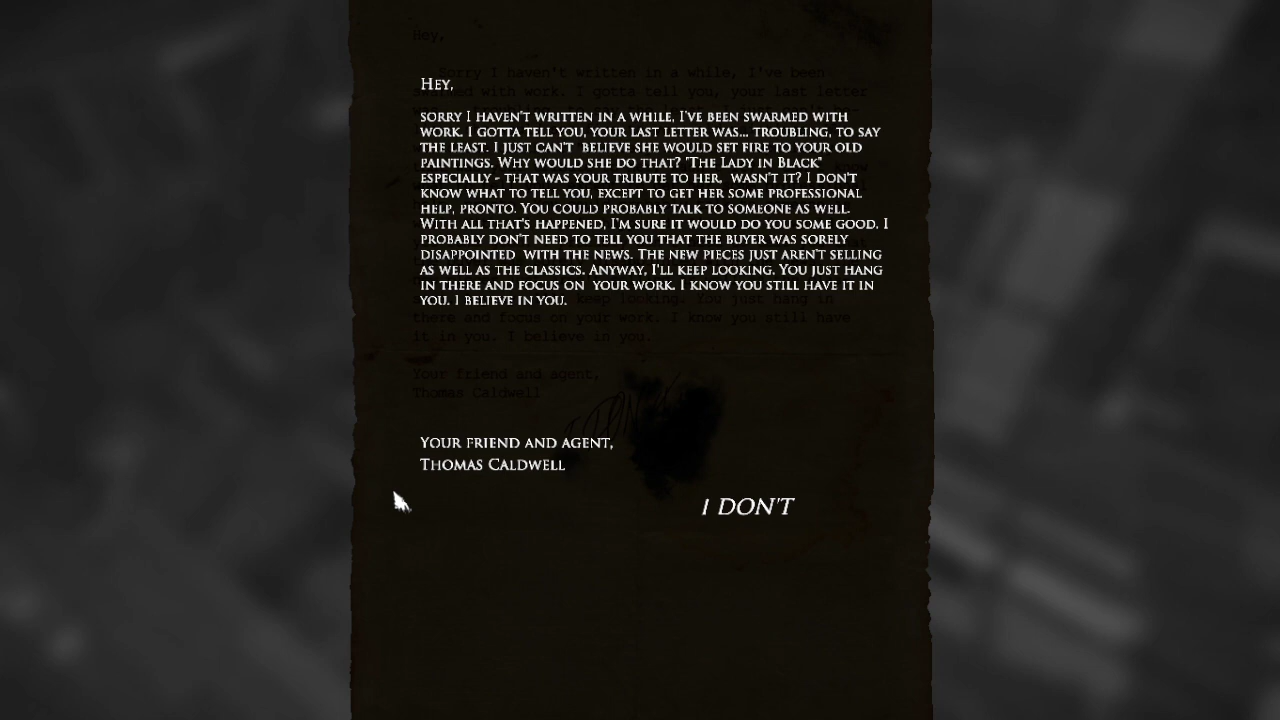 Hey,
SORRY I HAVEN'T WRITTEN IN A WHILE, I'VE BEEN SWARMED WITH
WORK. I GOTTA TELL YOU, YOUR LAST LETTER WAS... TROUBLING, TO SAY
THE LEAST. I JUST CAN'T BELIEVE SHE WOULD SET FIRE TO YOUR OLD
PAINTINGS. WHY WOULD SHE DO THAT? "THE LADY IN BLACK"
ESPECIALLY - THAT WAS YOUR TRIBUTE TO HER, WASN'T IT? I DON'T
KNOW WHAT TO TELL YOU, EXCEPT TO GET HER SOME PROFESSIONAL
HELP, PRONTO. YOU COULD PROBABLY TALK TO SOMEONE AS WELL.
WITH ALL THAT'S HAPPENED, I'M SURE IT WOULD DO YOU SOME GOOD. I
PROBABLY DON'T NEED TO TELL YOU THAT THE BUYER WAS SORELY
DISAPPOINTED WITH THE NEWS. THE NEW PIECES JUST AREN'T SELLING
AS WELL AS THE CLASSICS. ANYWAY, I'LL KEEP LOOKING. YOU JUST HANG
IN THERE AND FOCUS ON YOUR WORK. I KNOW YOU STILL HAVE IT IN
YOU. I BELIEVE IN YOU.
YOUR FRIEND AND AGENT,
THOMAS CALDWELL
I DON'T